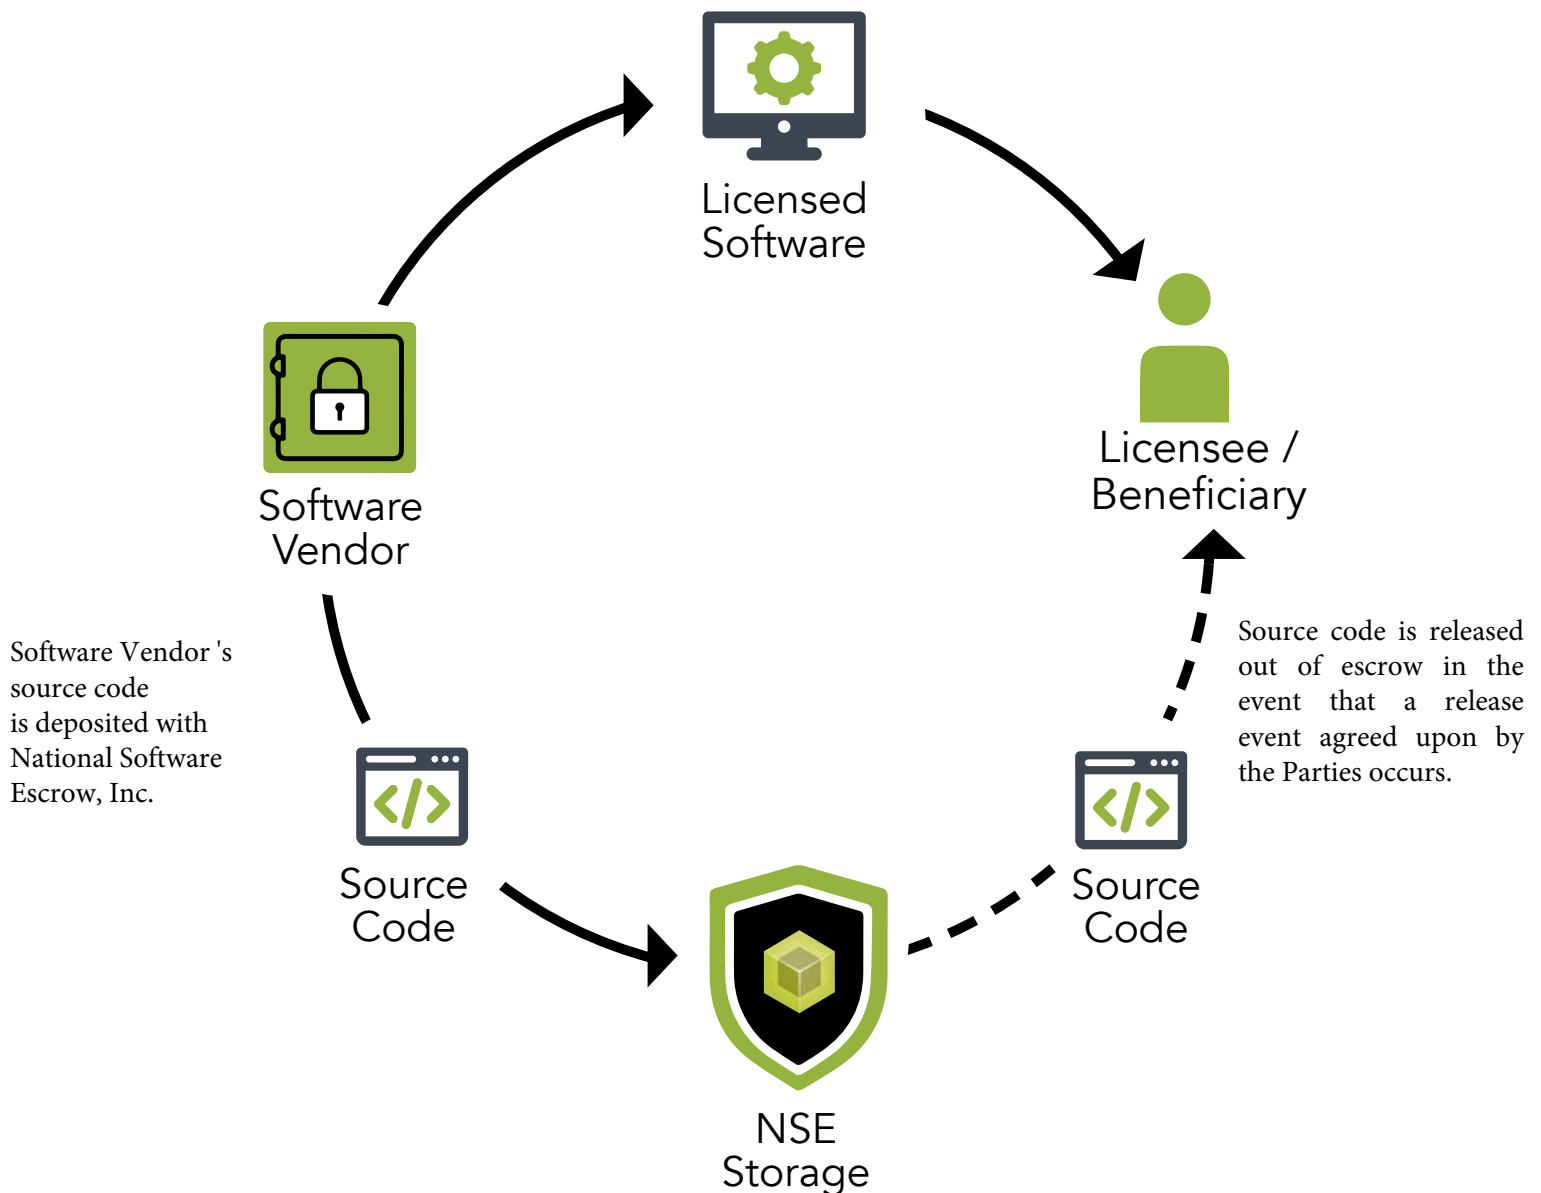 Licensed
Software
Licensee /
Beneficiary
Software
Vendor
Software Vendor 's
source code
is deposited with
National Software
Escrow, Inc.
Source code is released
out of escrow in the
event that a release
event agreed upon by
the Parties occurs.
</>
Source
Code
</>
Source
Code
NSE
Storage